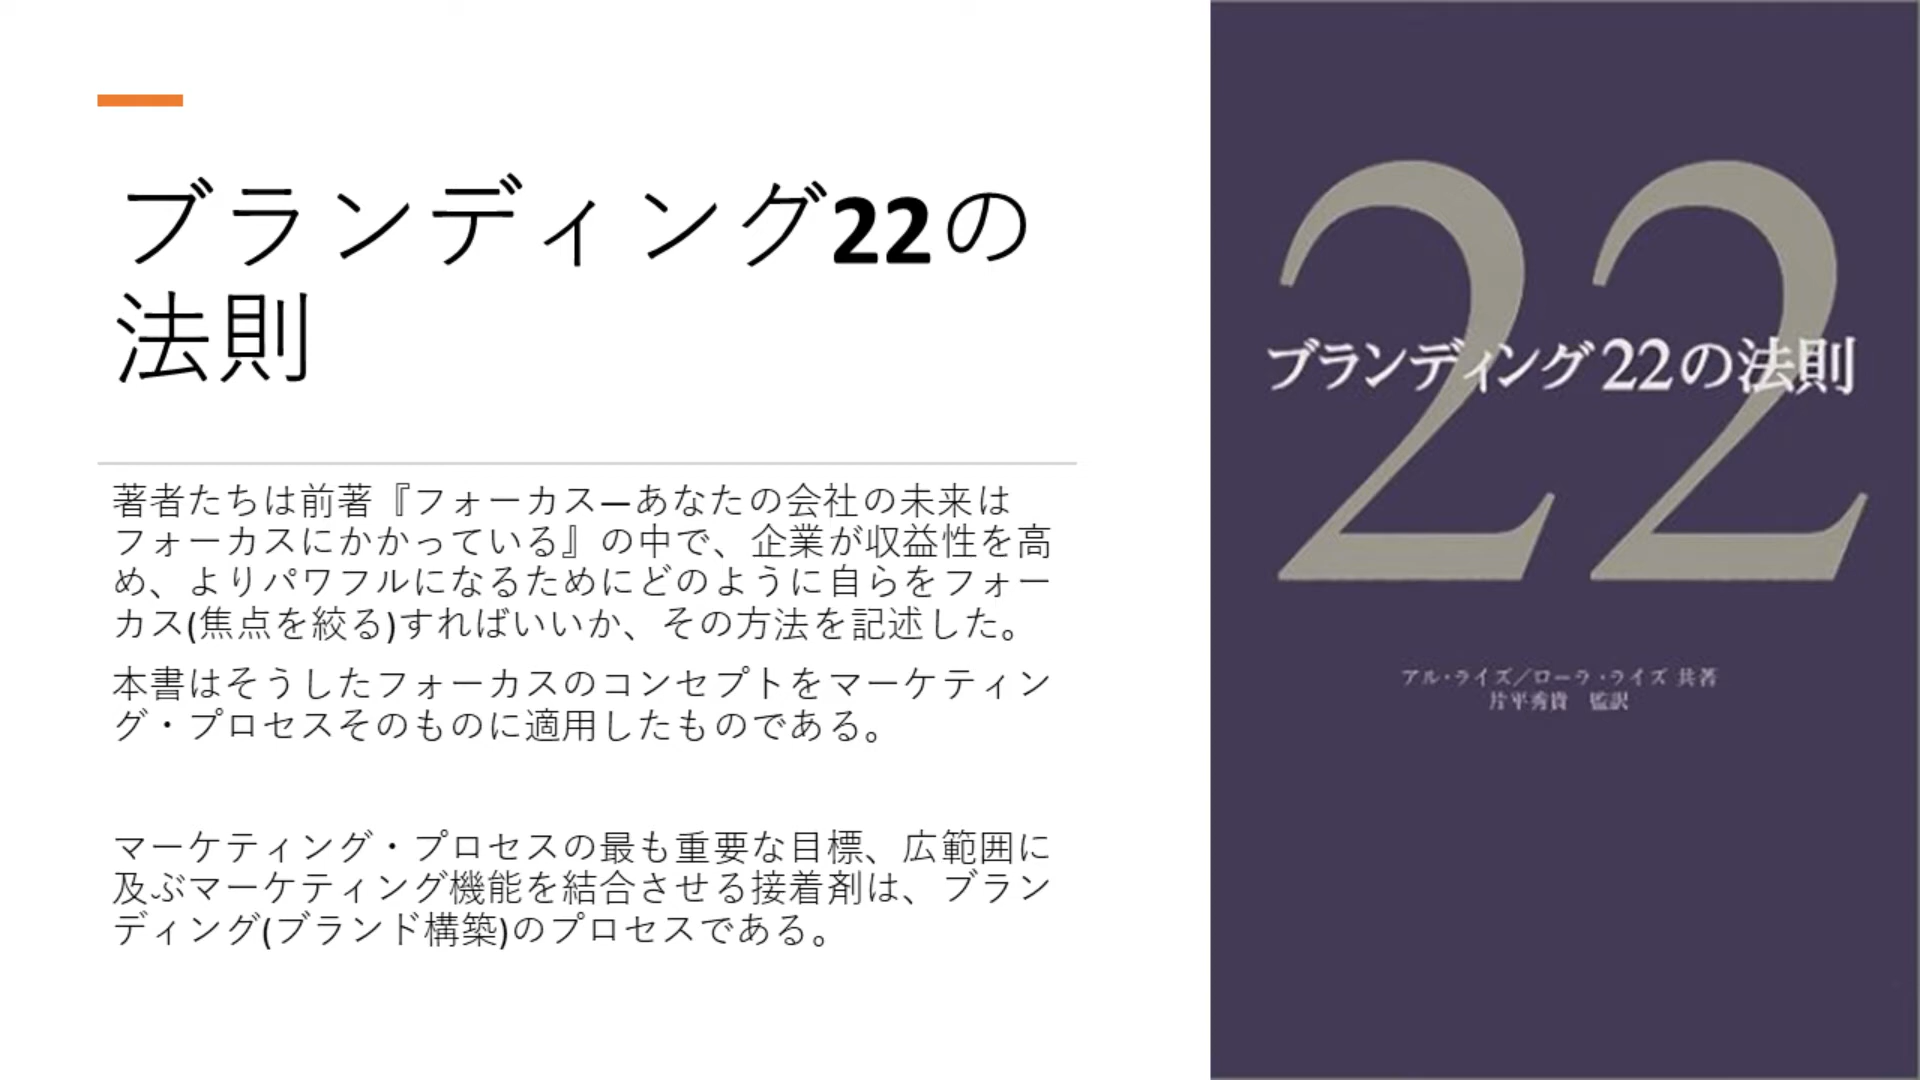 ブランディング22の
法則
著者たちは前著『フォーカス―あなたの会社の未来は
フォーカスにかかっている』の中で、企業が収益性を高
め、よりパワフルになるためにどのように自らをフォー
カス(焦点を絞る)すればいいか、その方法を記述した。
本書はそうしたフォーカスのコンセプトをマーケティン
グ・プロセスそのものに適用したものである。
マーケティング・プロセスの最も重要な目標、広範囲に
及ぶマーケティング機能を結合させる接着剤は、ブラン
ディング(ブランド構築)のプロセスである。
22
ブランディング22の法則
アル・ライズ／ローラ・ライズ 共著
片平秀貴 監訳